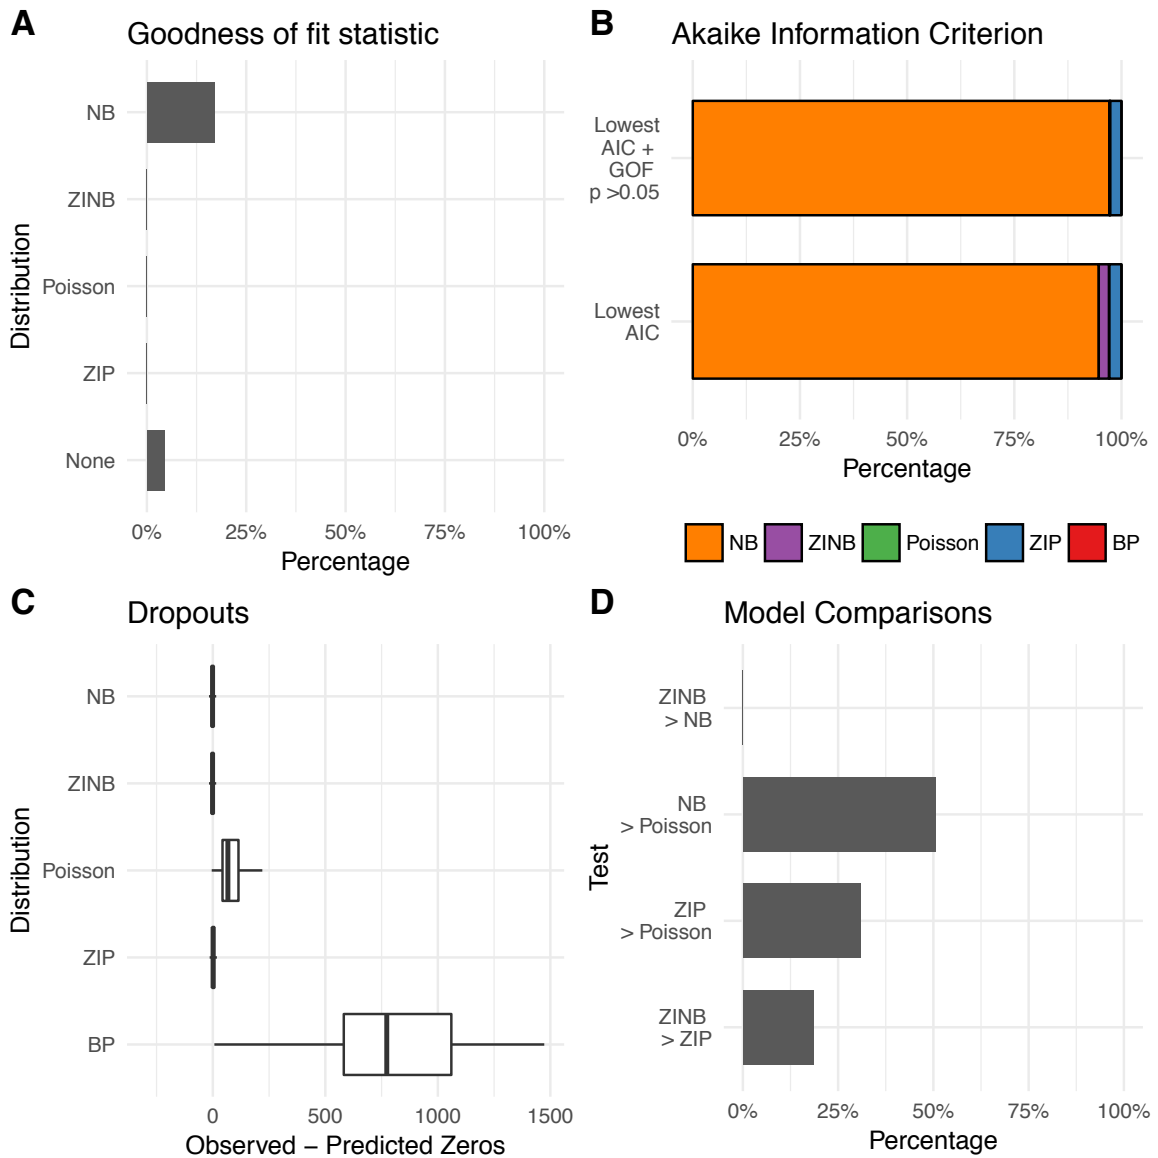 A
Goodness of fit statistic
Distribution
NB
ZINB
Poisson
ZIP
None
0% 25% 50% 75% 100%
Percentage
B
Akaike Information Criterion
Lowest
AIC +
GOF
p >0.05
Lowest
AIC
0% 25% 50% 75% 100%
Percentage
NB ZINB Poisson ZIP BP
C
Dropouts
Distribution
NB
ZINB
Poisson
ZIP
BP
0 500 1000 1500
Observed − Predicted Zeros
D
Model Comparisons
Test
ZINB
> NB
NB
> Poisson
ZIP
> Poisson
ZINB
> ZIP
0% 25% 50% 75% 100%
Percentage